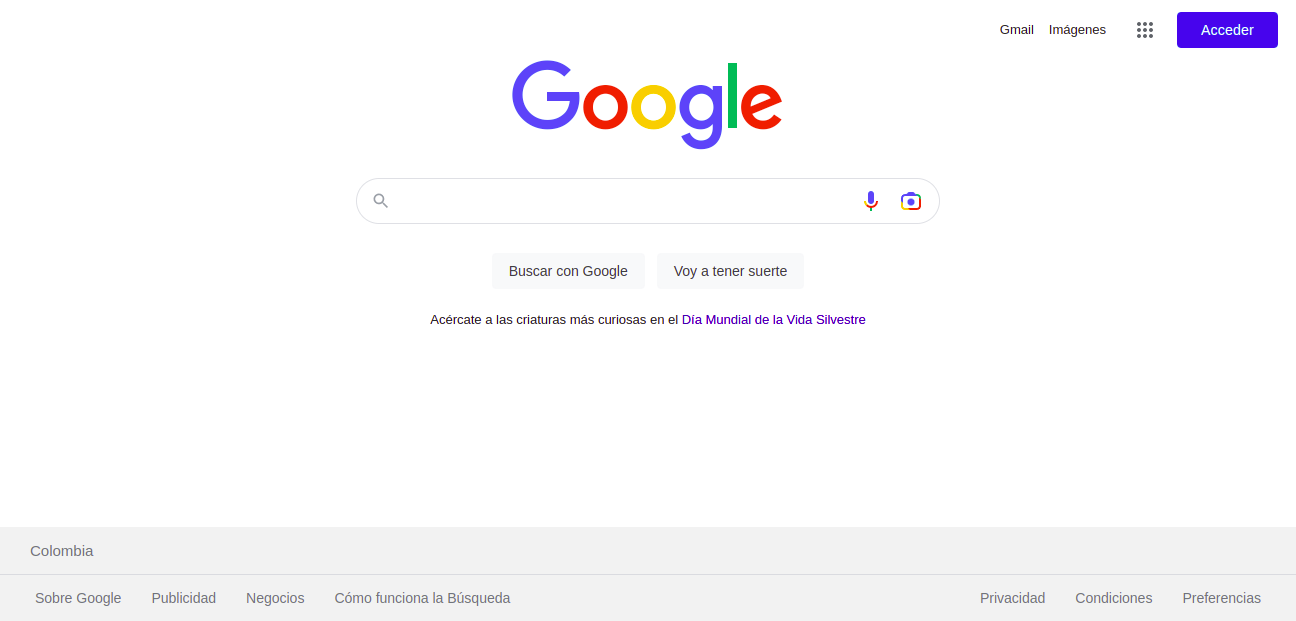 Gmail Imágenes Acceder
Google
Buscar con Google Voy a tener suerte
Acércate a las criaturas más curiosas en el Día Mundial de la Vida Silvestre
Colombia
Sobre Google Publicidad Negocios Cómo funciona la Búsqueda Privacidad Condiciones Preferencias